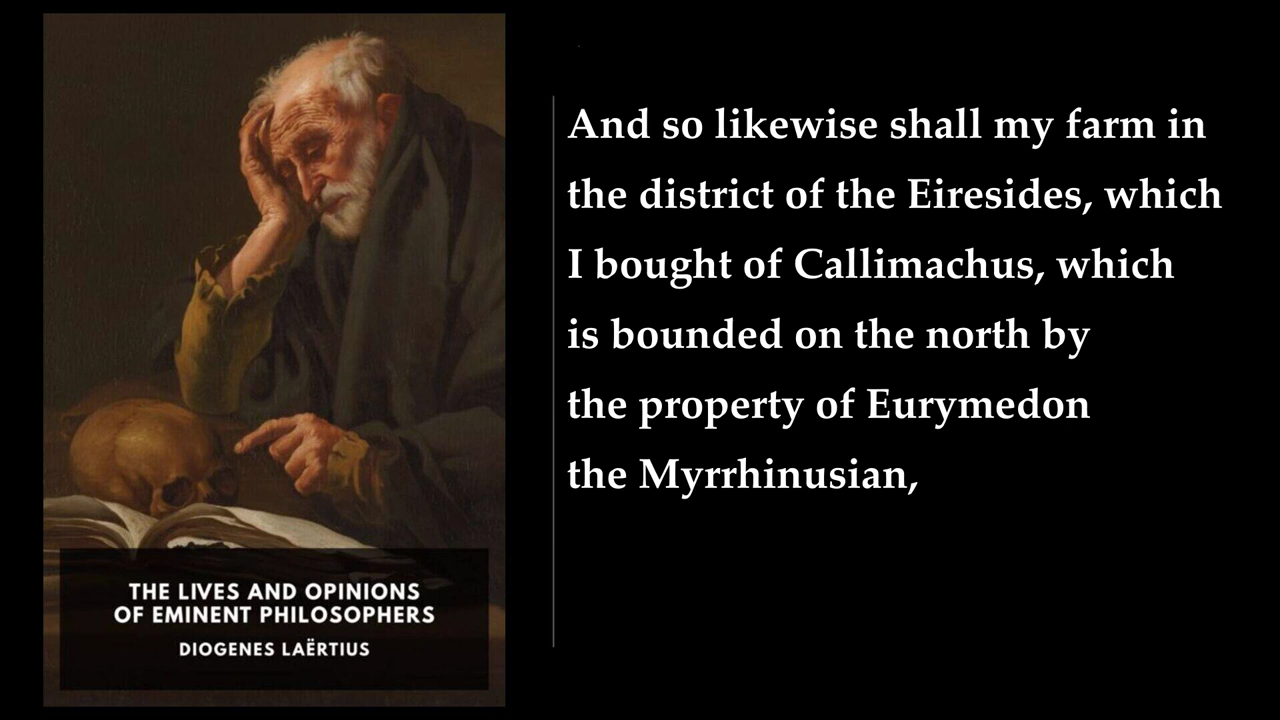 And so likewise shall my farm in
the district of the Eiresides, which
I bought of Callimachus, which
is bounded on the north by
the property of Eurymedon
the Myrrhinusian,
THE LIVES AND OPINIONS
OF EMINENT PHILOSOPHERS
DIOGENES LAËRTIUS